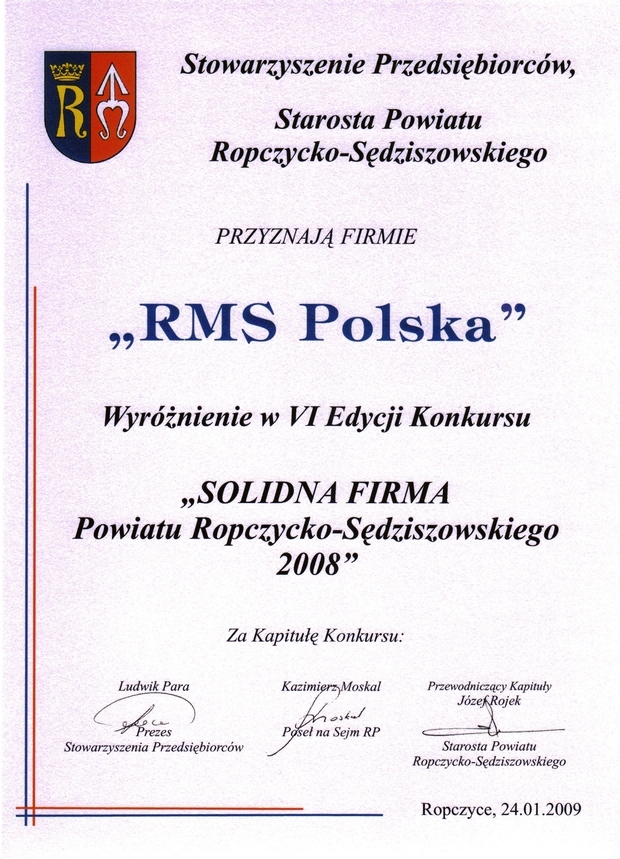 Stowarzyszenie Przedsiębiorców,
Starosta Powiatu
Ropczycko-Sędziszowskiego
PRZYZNAJĄ FIRMIE
„RMS Polska”
Wyróżnienie w VI Edycji Konkursu
„SOLIDNA FIRMA
Powiatu Ropczycko-Sędziszowskiego
2008”
Za Kapitułę Konkursu:
Ludwik Para
Prezes
Stowarzyszenia Przedsiębiorców
Kazimierz Moskal
Poseł na Sejm RP
Przewodniczący Kapituły
Józef Rojek
Starosta Powiatu
Ropczycko-Sędziszowskiego
Ropczyce, 24.01.2009